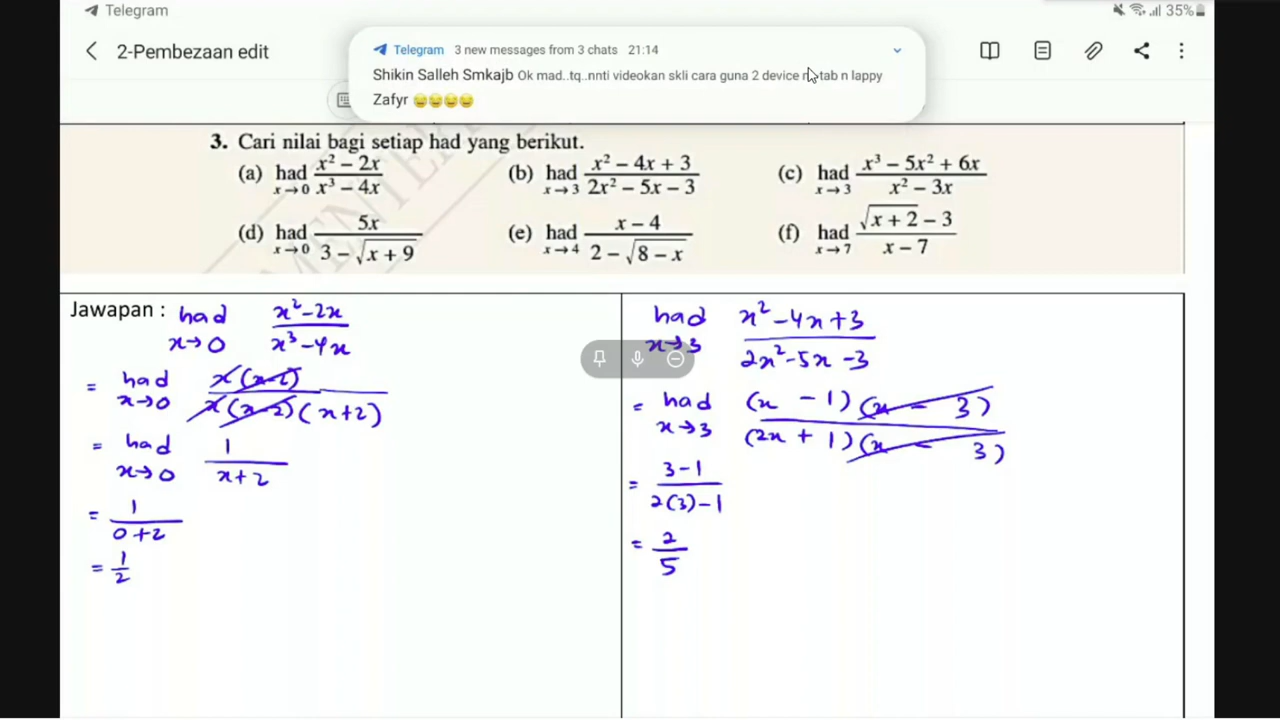 Telegram 35%
2-Pembezaan edit
Telegram 3 new messages from 3 chats 21:14
Shikin Salleh Smkajb Ok mad..tq..nnti videokan skli cara guna 2 device tab n lappy
Zafyr 😄😄😄😄
3. Cari nilai bagi setiap had yang berikut.
(a) had x→0 (x² − 2x)/(x³ − 4x) (b) had x→3 (x² − 4x + 3)/(2x² − 5x − 3) (c) had x→3 (x³ − 5x² + 6x)/(x² − 3x)
(d) had x→0 5x/(3 − √(x + 9)) (e) had x→4 (x − 4)/(2 − √(8 − x)) (f) had x→7 (√(x + 2) − 3)/(x − 7)
Jawapan : had x→0 (x²−2x)/(x³−4x)
= had x→0 x(x−2)/(x(x−2)(x+2))
= had x→0 1/(x+2)
= 1/(0+2)
= 1/2
had x→3 (x²−4x+3)/(2x²−5x−3)
= had x→3 (x − 1)(x − 3)/((2x + 1)(x − 3))
= (3−1)/(2(3)−1)
= 2/5